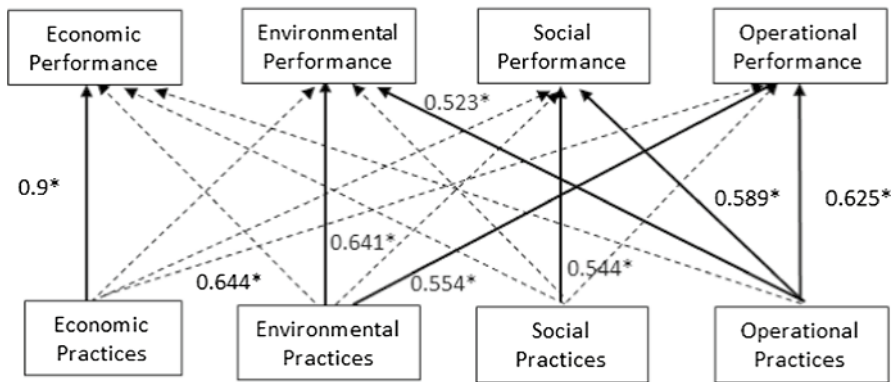 Economic
Performance
Environmental
Performance
Social
Performance
Operational
Performance
0.523*
0.9*
0.589*
0.625*
0.641*
0.644*
0.554*
0.544*
Economic
Practices
Environmental
Practices
Social
Practices
Operational
Practices